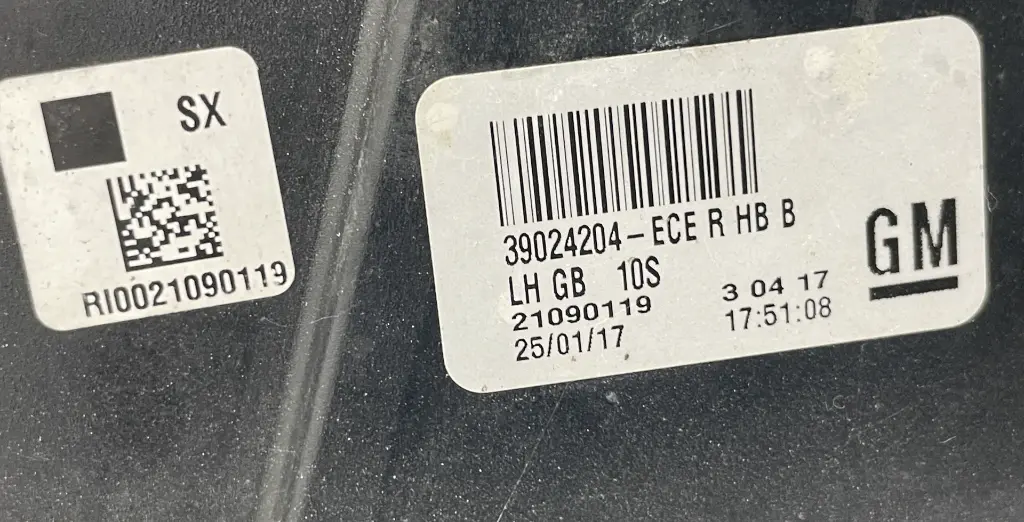 SX
RI0021090119
39024204-ECE R HB B
LH GB 10S
21090119
25/01/17
3 04 17
17:51:08
GM